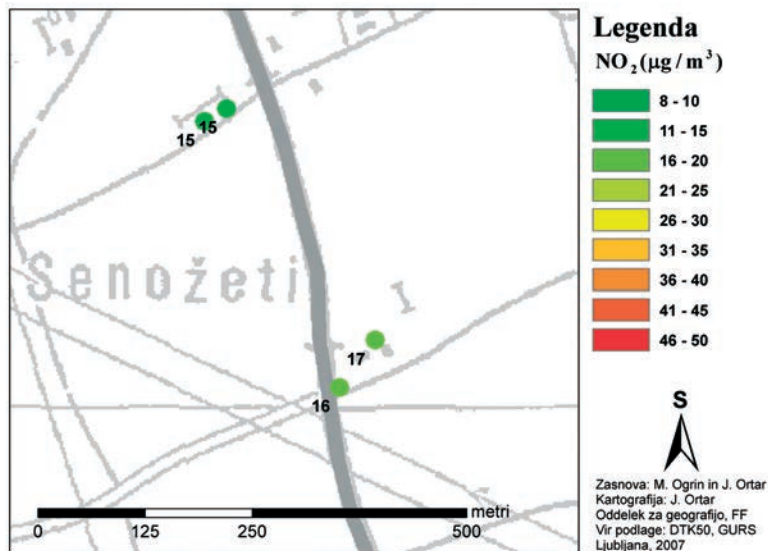 15 15
Senožeti
17
16
metri
0 125 250 500
Legenda
NO₂ (µg / m³)
8 - 10
11 - 15
16 - 20
21 - 25
26 - 30
31 - 35
36 - 40
41 - 45
46 - 50
S
Zasnova: M. Ogrin in J. Ortar
Kartografija: J. Ortar
Oddelek za geografijo, FF
Vir podlage: DTK50, GURS
Ljubljana, 2007